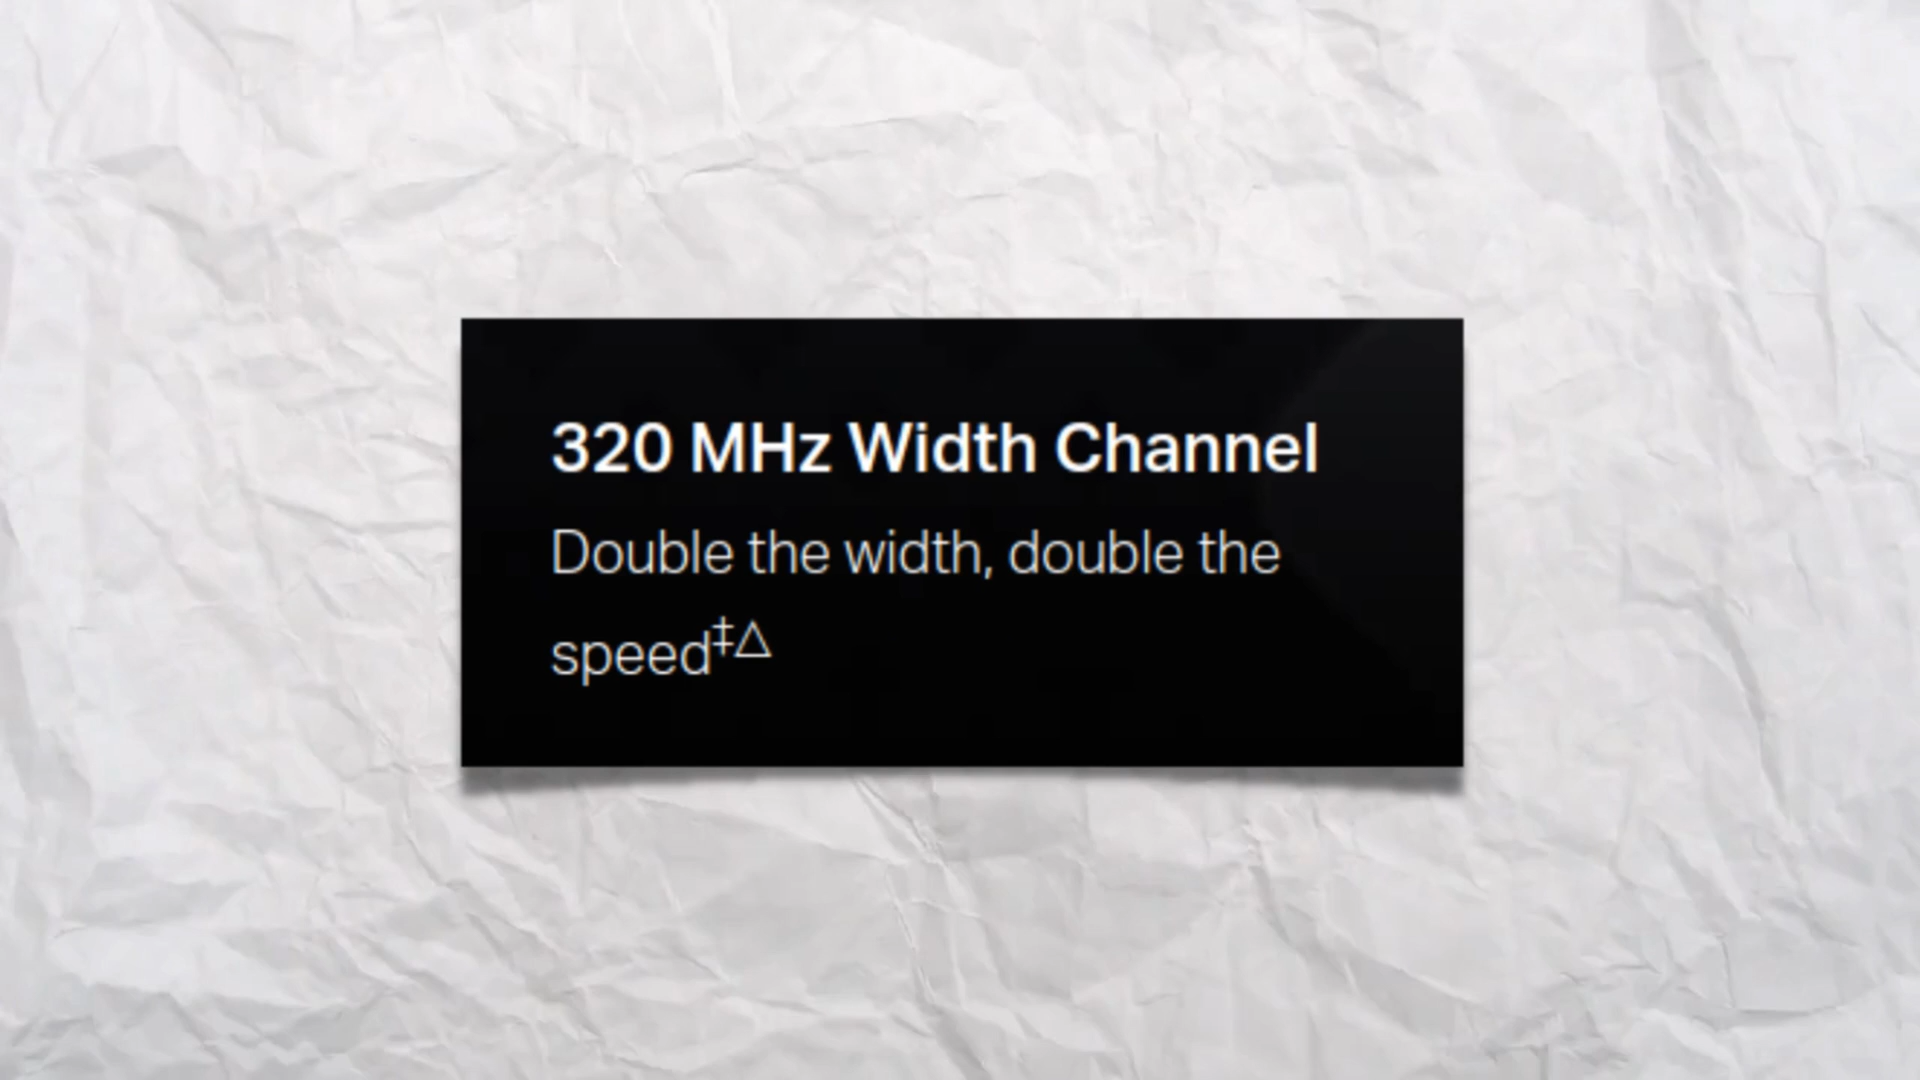 320 MHz Width Channel
Double the width, double the
speed‡△